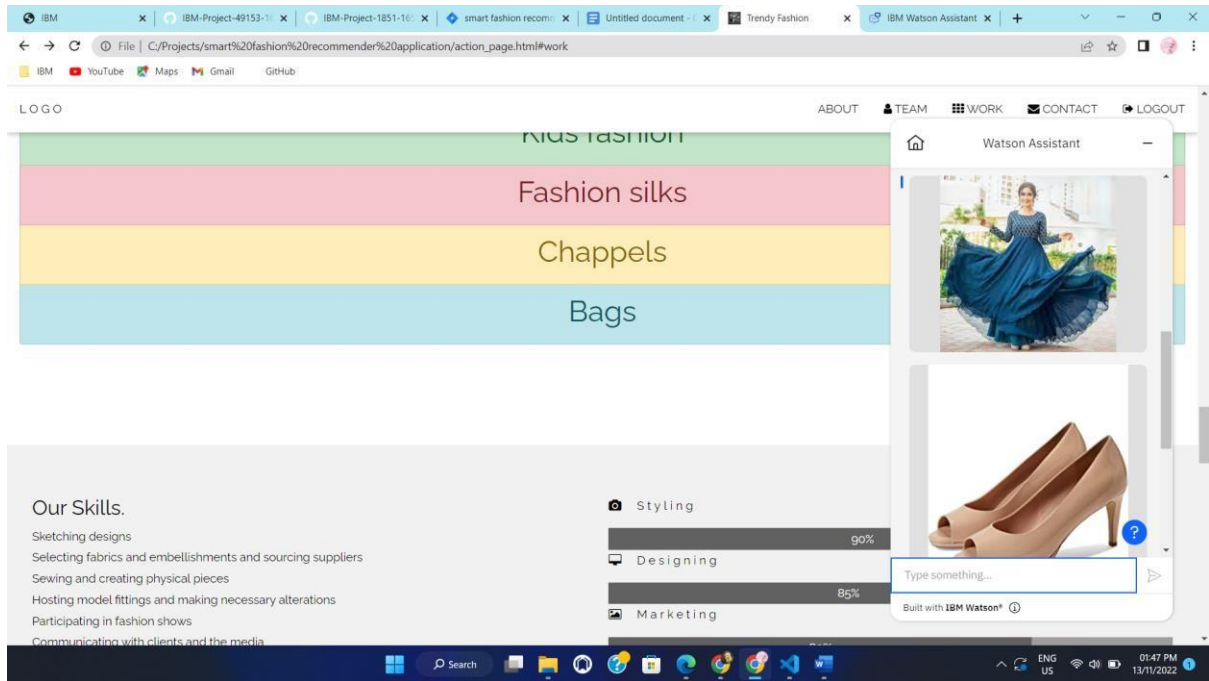 IBM
IBM-Project-49153-1
IBM-Project-1851-16
smart fashion recomm
Untitled document - (
Trendy Fashion
IBM Watson Assistant
File | C:/Projects/smart%20fashion%20recommender%20application/action_page.html#work
IBM
YouTube
Maps
Gmail
GitHub
LOGO
ABOUT
TEAM
WORK
CONTACT
LOGOUT
Kids fashion
Fashion silks
Chappels
Bags
Watson Assistant
?
Type something...
Built with IBM Watson®
Our Skills.
Sketching designs
Selecting fabrics and embellishments and sourcing suppliers
Sewing and creating physical pieces
Hosting model fittings and making necessary alterations
Participating in fashion shows
Communicating with clients and the media
Styling
90%
Designing
85%
Marketing
Search
ENG
US
01:47 PM
13/11/2022
1